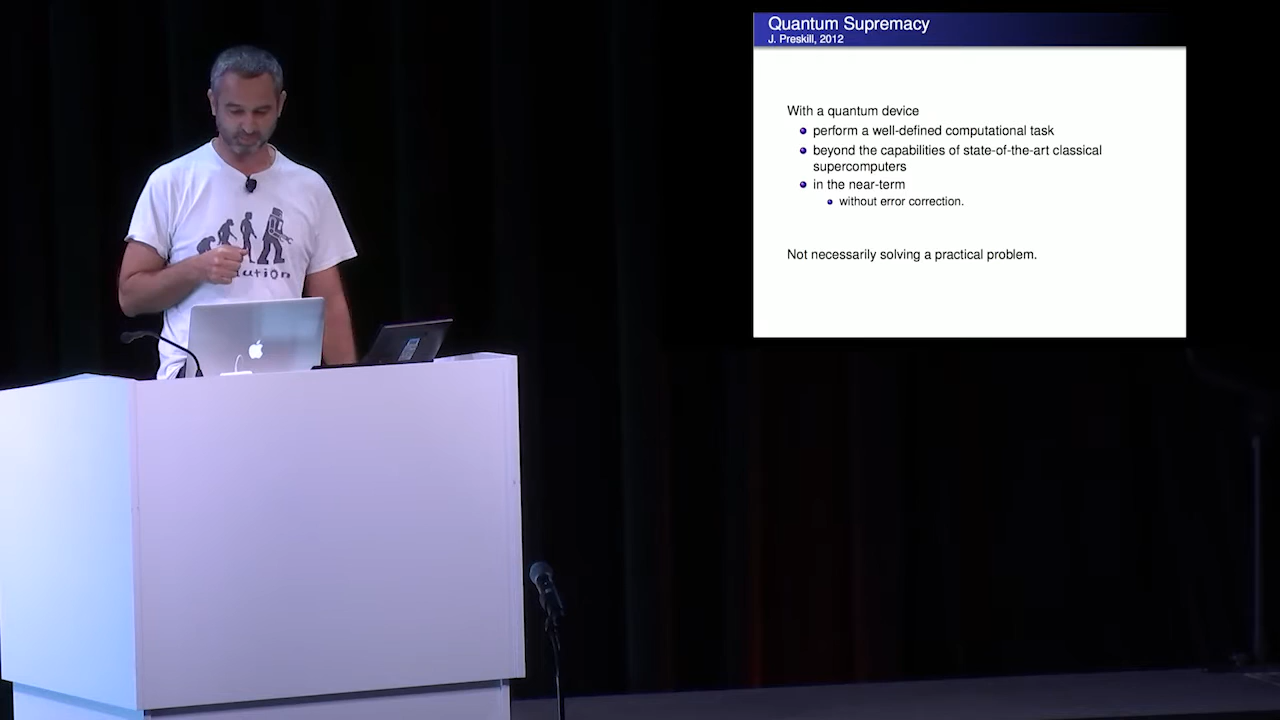 Quantum Supremacy
J. Preskill, 2012
With a quantum device
perform a well-defined computational task
beyond the capabilities of state-of-the-art classical
supercomputers
in the near-term
without error correction.
Not necessarily solving a practical problem.